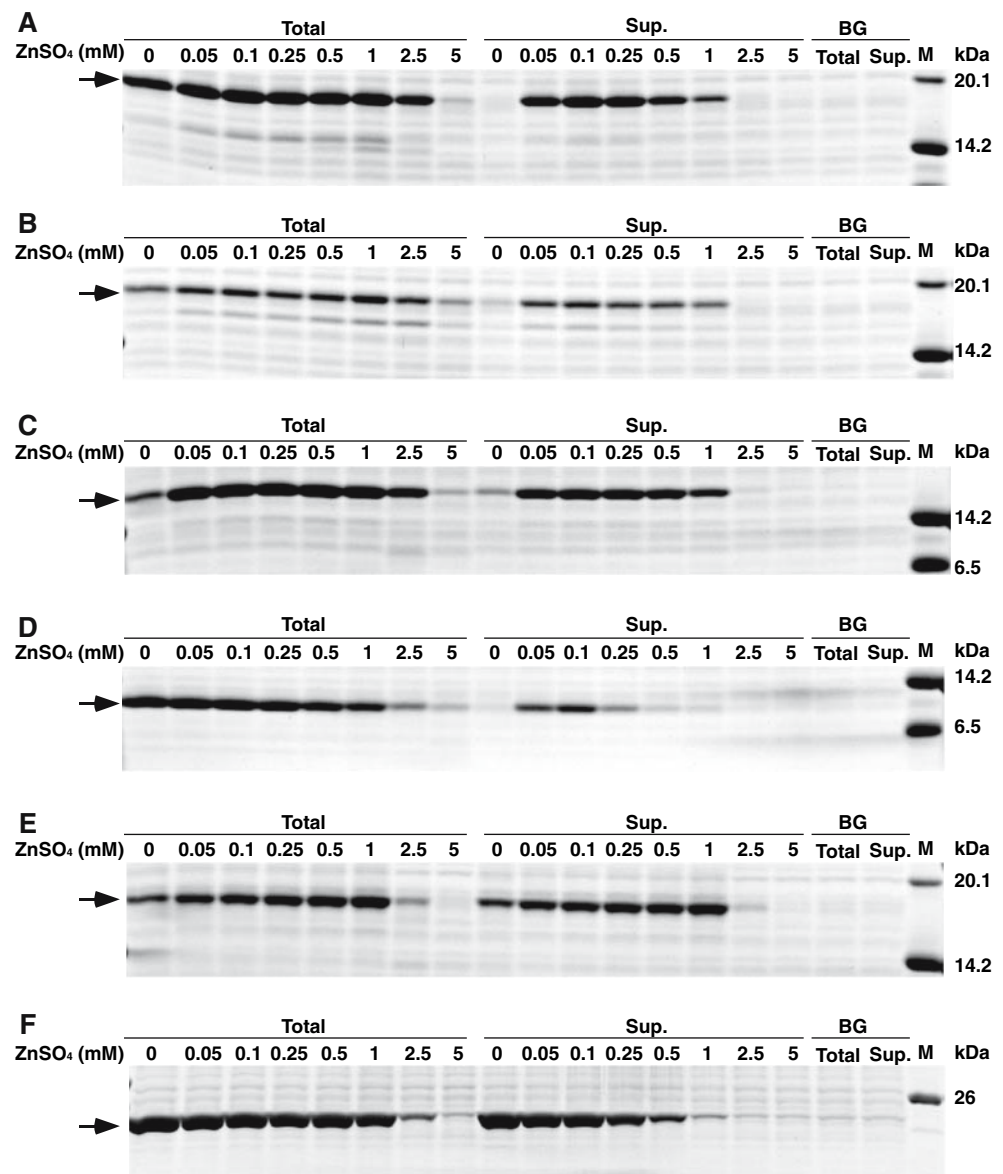 A Total Sup. BG
ZnSO₄ (mM) 0 0.05 0.1 0.25 0.5 1 2.5 5 0 0.05 0.1 0.25 0.5 1 2.5 5 Total Sup. M kDa
20.1
14.2
B Total Sup. BG
ZnSO₄ (mM) 0 0.05 0.1 0.25 0.5 1 2.5 5 0 0.05 0.1 0.25 0.5 1 2.5 5 Total Sup. M kDa
20.1
14.2
C Total Sup. BG
ZnSO₄ (mM) 0 0.05 0.1 0.25 0.5 1 2.5 5 0 0.05 0.1 0.25 0.5 1 2.5 5 Total Sup. M kDa
14.2
6.5
D Total Sup. BG
ZnSO₄ (mM) 0 0.05 0.1 0.25 0.5 1 2.5 5 0 0.05 0.1 0.25 0.5 1 2.5 5 Total Sup. M kDa
14.2
6.5
E Total Sup. BG
ZnSO₄ (mM) 0 0.05 0.1 0.25 0.5 1 2.5 5 0 0.05 0.1 0.25 0.5 1 2.5 5 Total Sup. M kDa
20.1
14.2
F Total Sup. BG
ZnSO₄ (mM) 0 0.05 0.1 0.25 0.5 1 2.5 5 0 0.05 0.1 0.25 0.5 1 2.5 5 Total Sup. M kDa
26